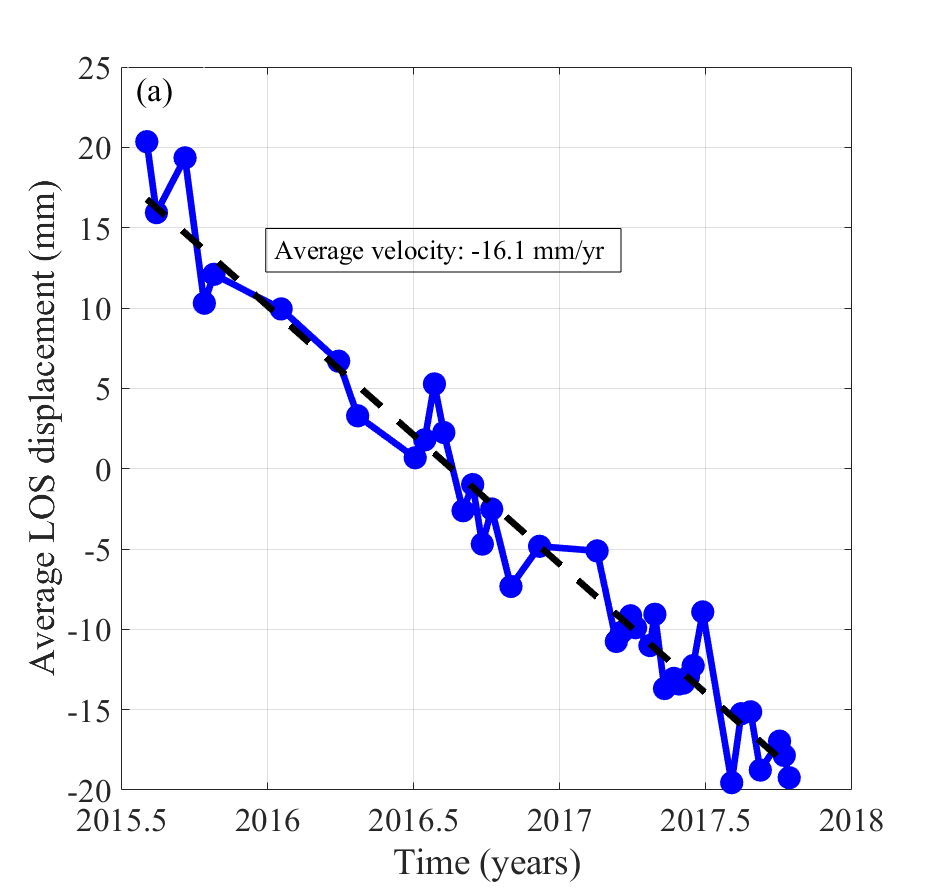 (a)
Average velocity: -16.1 mm/yr
Average LOS displacement (mm)
25
20
15
10
5
0
-5
-10
-15
-20
2015.5 2016 2016.5 2017 2017.5 2018
Time (years)